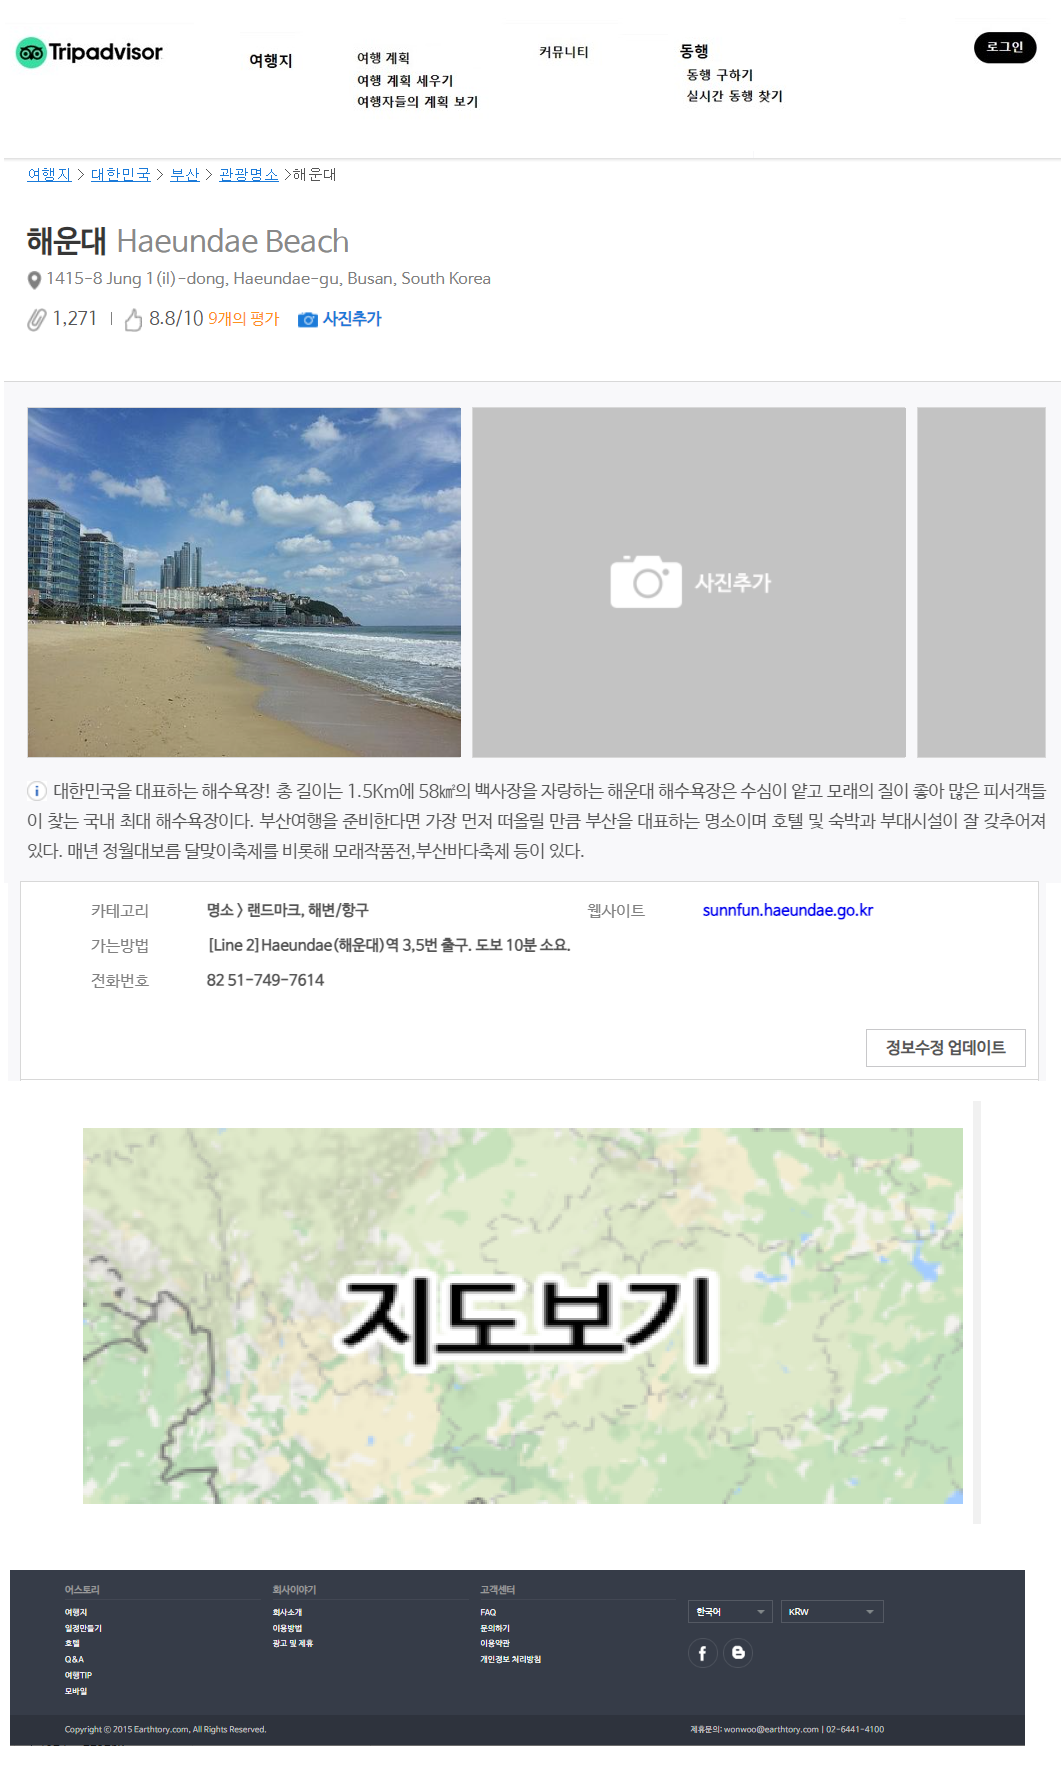 Tripadvisor
여행지
여행 계획
여행 계획 세우기
여행자들의 계획 보기
커뮤니티
동행
동행 구하기
실시간 동행 찾기
로그인
여행지 > 대한민국 > 부산 > 관광명소 >해운대
해운대 Haeundae Beach
1415-8 Jung 1(il)-dong, Haeundae-gu, Busan, South Korea
1,271 | 8.8/10 9개의 평가 사진추가
사진추가
대한민국을 대표하는 해수욕장! 총 길이는 1.5Km에 58㎢의 백사장을 자랑하는 해운대 해수욕장은 수심이 얕고 모래의 질이 좋아 많은 피서객들
이 찾는 국내 최대 해수욕장이다. 부산여행을 준비한다면 가장 먼저 떠올릴 만큼 부산을 대표하는 명소이며 호텔 및 숙박과 부대시설이 잘 갖추어져
있다. 매년 정월대보름 달맞이축제를 비롯해 모래작품전,부산바다축제 등이 있다.
카테고리 명소 > 랜드마크, 해변/항구 웹사이트 sunnfun.haeundae.go.kr
가는방법 [Line 2]Haeundae(해운대)역 3,5번 출구. 도보 10분 소요.
전화번호 82 51-749-7614
정보수정 업데이트
지도보기
어스토리
여행지
일정만들기
호텔
Q&A
여행TIP
모바일
회사이야기
회사소개
이용방법
광고 및 제휴
고객센터
FAQ
문의하기
이용약관
개인정보 처리방침
한국어 KRW
Copyright © 2015 Earthtory.com, All Rights Reserved.
제휴문의: wonwoo@earthtory.com | 02-6441-4100